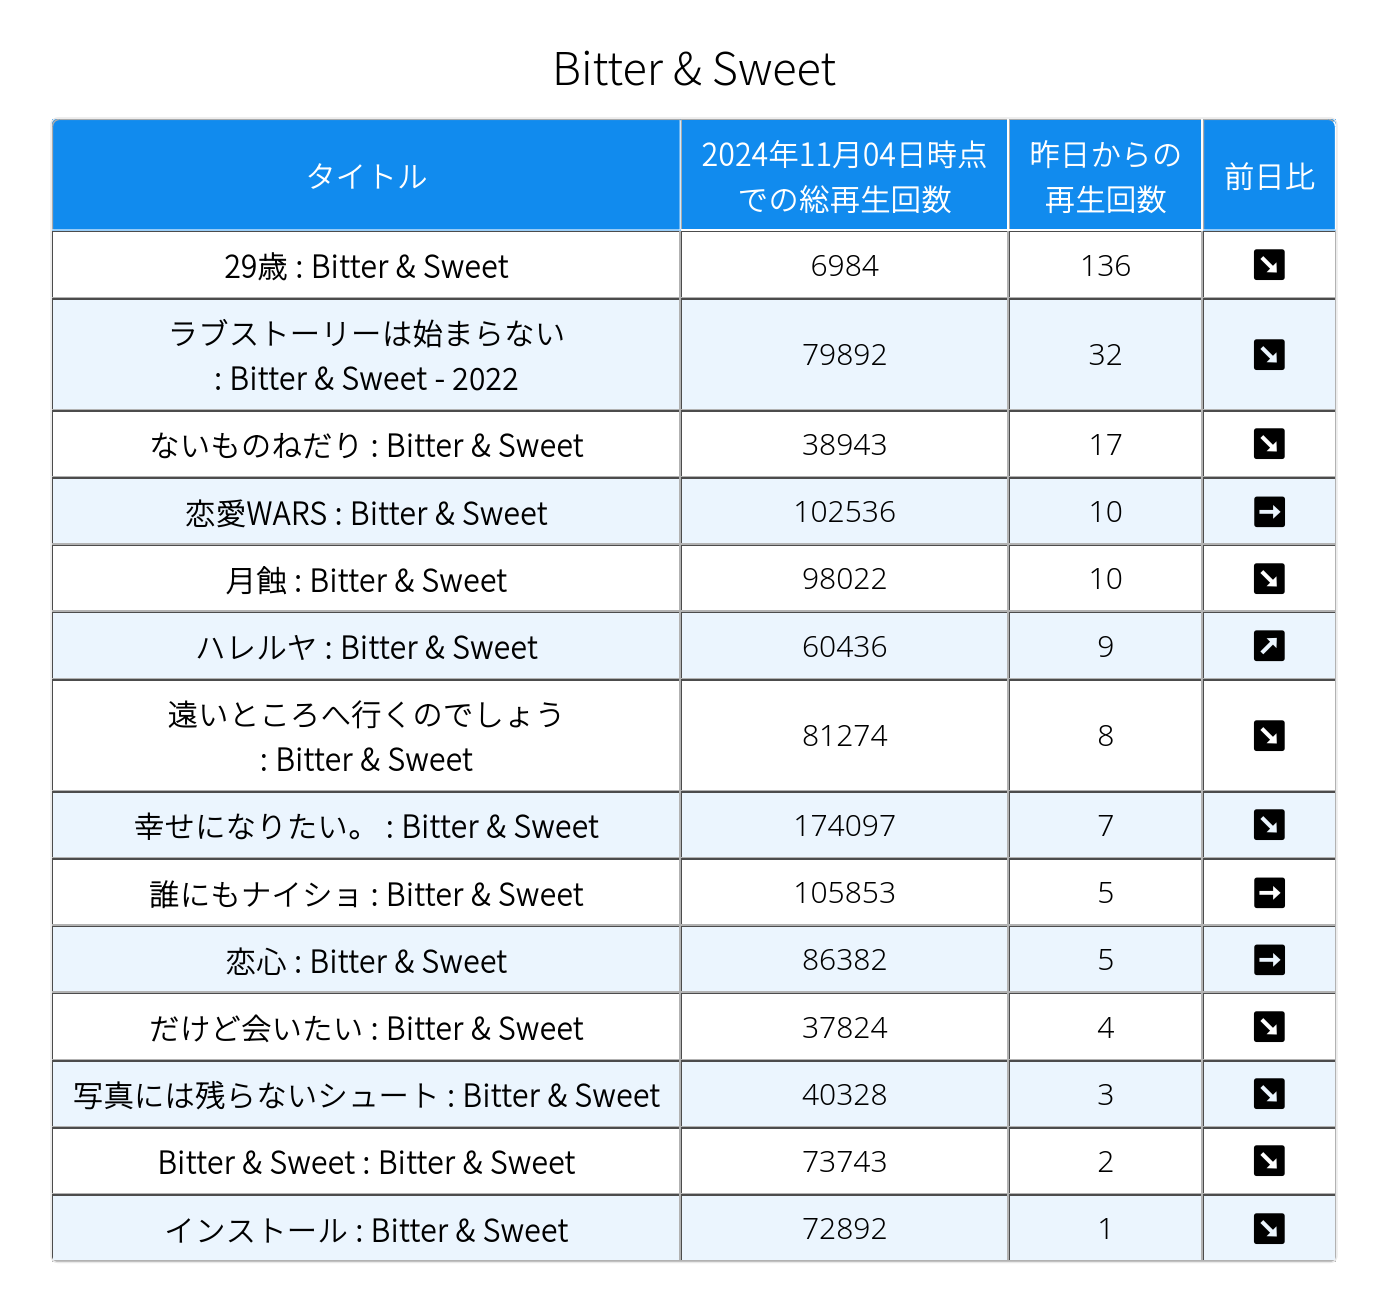 Bitter & Sweet
タイトル
2024年11月04日時点
での総再生回数
昨日からの
再生回数
前日比
29歳 : Bitter & Sweet
6984
136
↘
ラブストーリーは始まらない
: Bitter & Sweet - 2022
79892
32
↘
ないものねだり : Bitter & Sweet
38943
17
↘
恋愛WARS : Bitter & Sweet
102536
10
→
月蝕 : Bitter & Sweet
98022
10
↘
ハレルヤ : Bitter & Sweet
60436
9
↗
遠いところへ行くのでしょう
: Bitter & Sweet
81274
8
↘
幸せになりたい。 : Bitter & Sweet
174097
7
↘
誰にもナイショ : Bitter & Sweet
105853
5
→
恋心 : Bitter & Sweet
86382
5
→
だけど会いたい : Bitter & Sweet
37824
4
↘
写真には残らないシュート : Bitter & Sweet
40328
3
↘
Bitter & Sweet : Bitter & Sweet
73743
2
↘
インストール : Bitter & Sweet
72892
1
↘